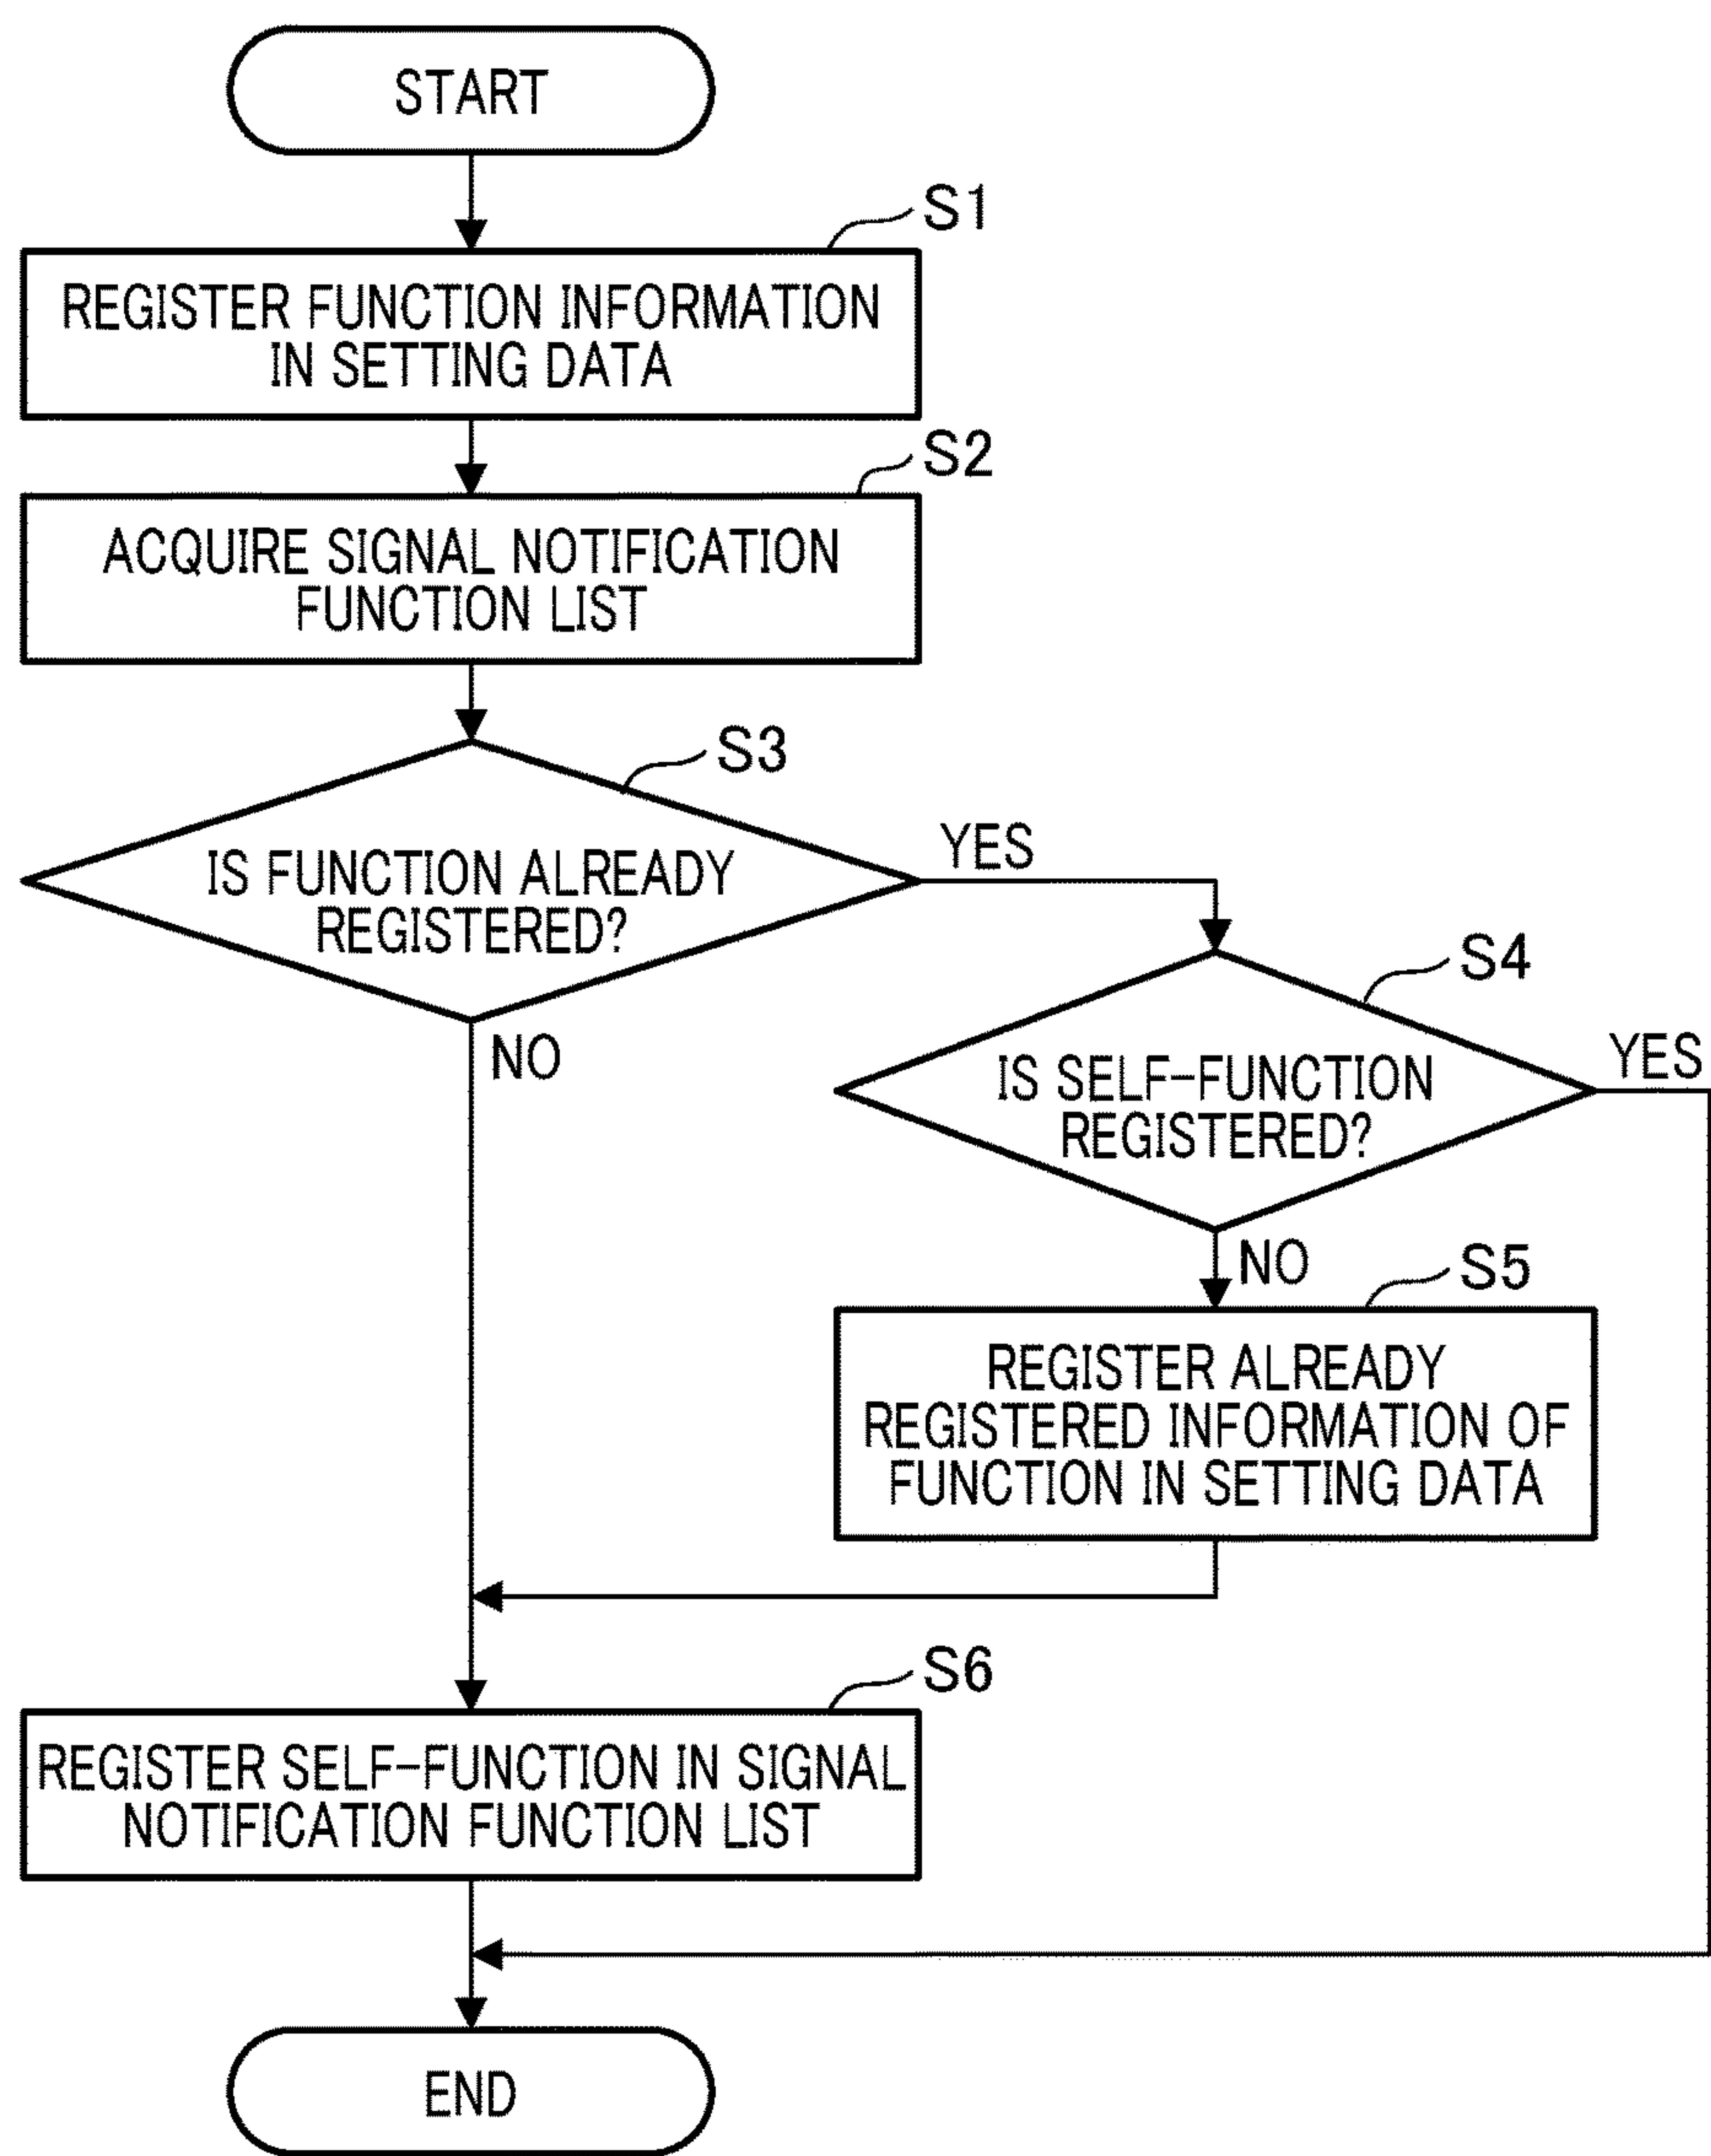 START
S1
REGISTER FUNCTION INFORMATION
IN SETTING DATA
S2
ACQUIRE SIGNAL NOTIFICATION
FUNCTION LIST
S3
IS FUNCTION ALREADY
REGISTERED?
YES
NO
S4
IS SELF-FUNCTION
REGISTERED?
YES
NO
S5
REGISTER ALREADY
REGISTERED INFORMATION OF
FUNCTION IN SETTING DATA
S6
REGISTER SELF-FUNCTION IN SIGNAL
NOTIFICATION FUNCTION LIST
END